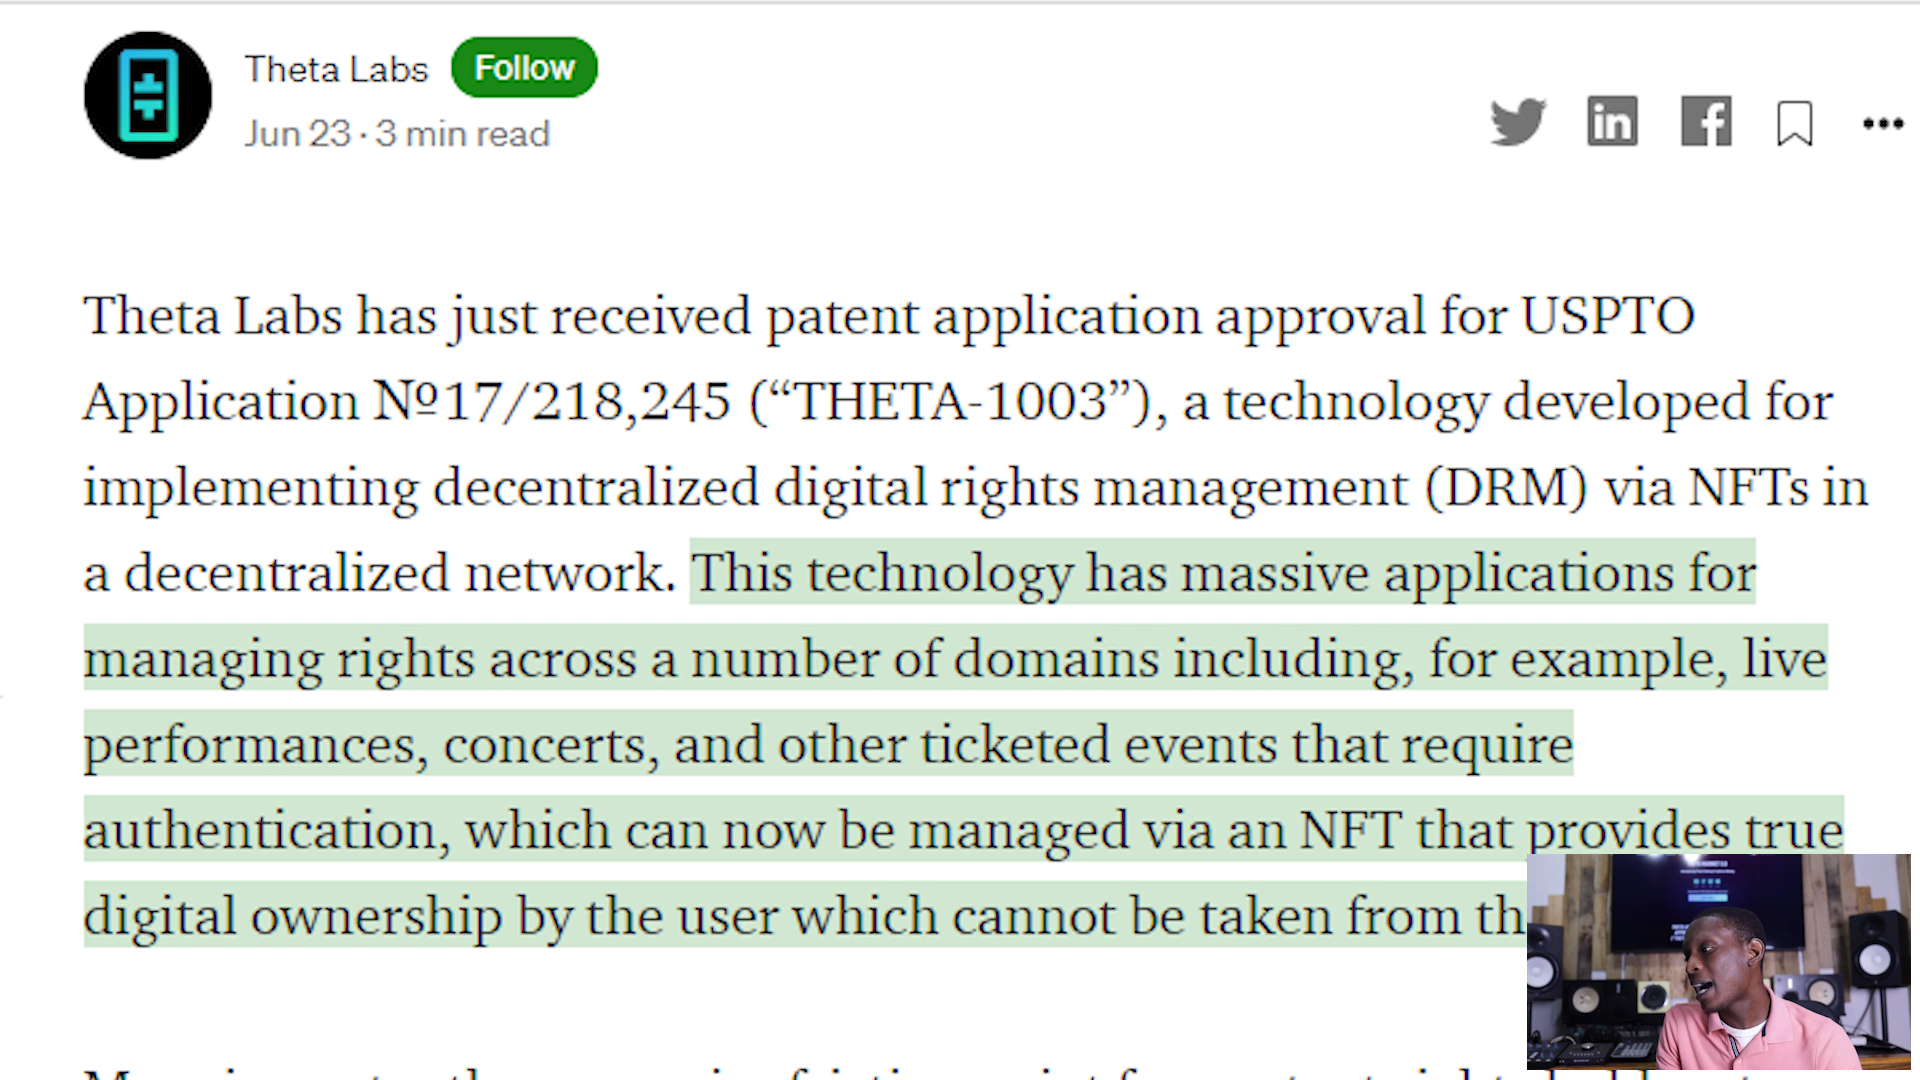 Theta Labs Follow
Jun 23 · 3 min read
Theta Labs has just received patent application approval for USPTO
Application №17/218,245 (“THETA-1003”), a technology developed for
implementing decentralized digital rights management (DRM) via NFTs in
a decentralized network. This technology has massive applications for
managing rights across a number of domains including, for example, live
performances, concerts, and other ticketed events that require
authentication, which can now be managed via an NFT that provides true
digital ownership by the user which cannot be taken from